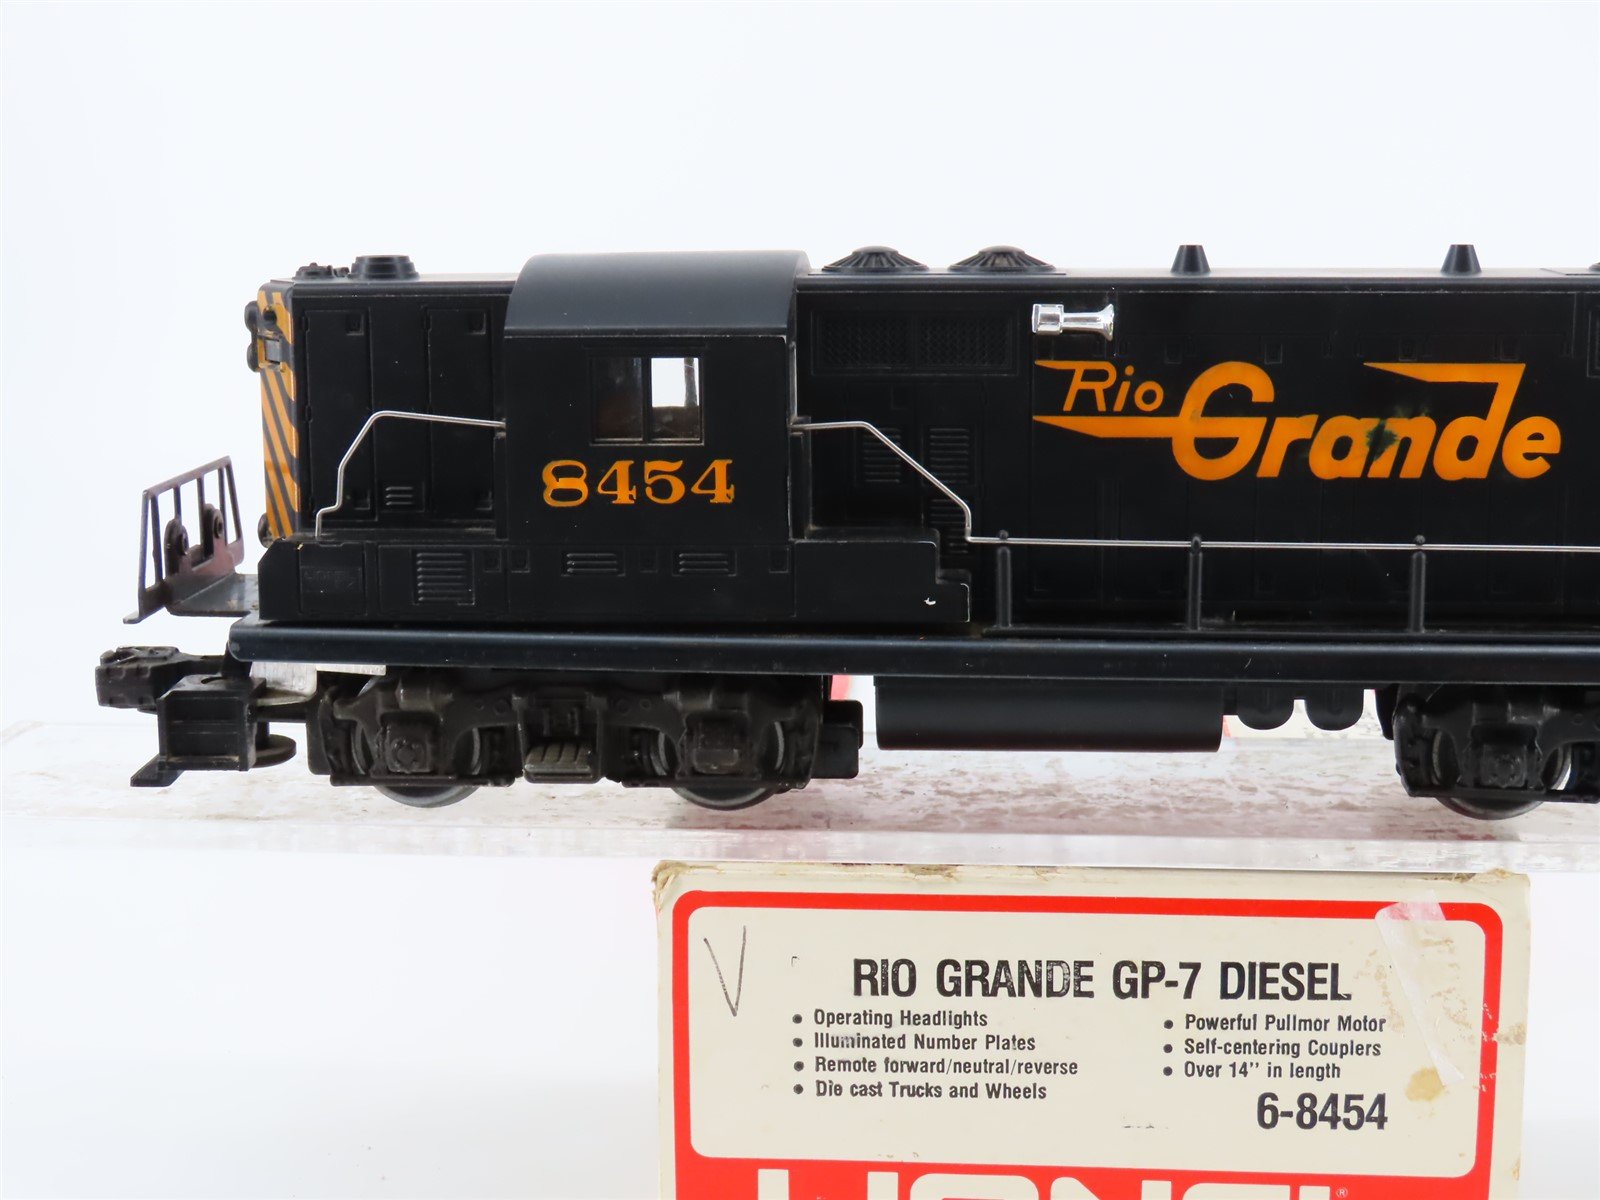 Rio Grande
8454
V
RIO GRANDE GP-7 DIESEL
• Operating Headlights
• Illuminated Number Plates
• Remote forward/neutral/reverse
• Die cast Trucks and Wheels
• Powerful Pullmor Motor
• Self-centering Couplers
• Over 14" in length
6-8454
LIONEL®